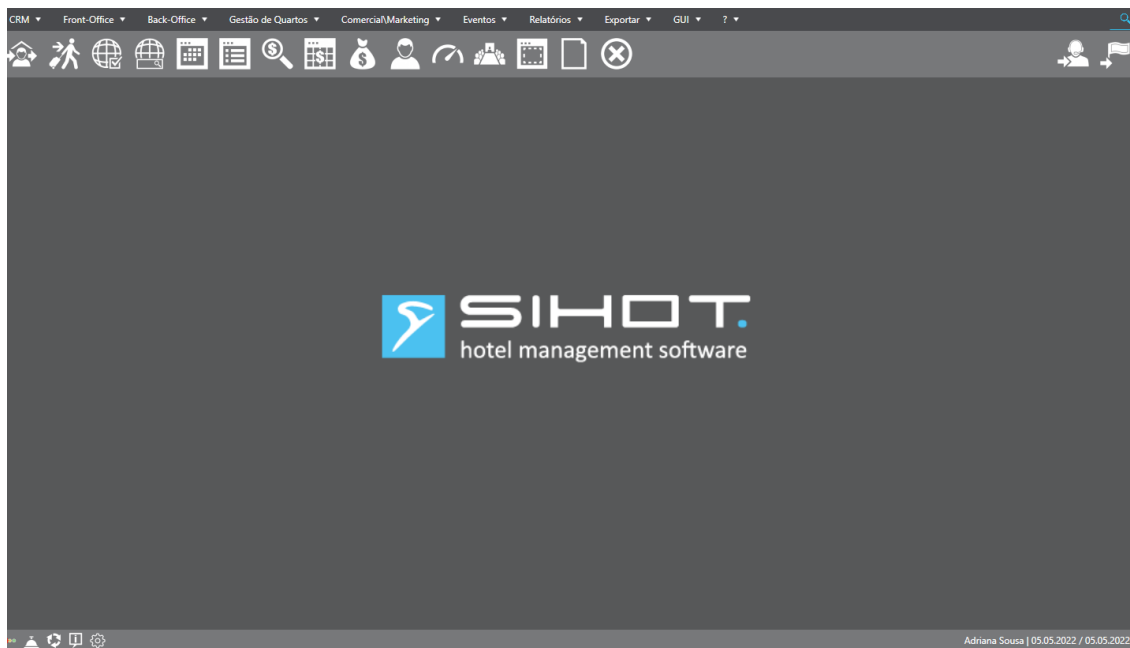 CRM Front-Office Back-Office Gestão de Quartos Comercial\Marketing Eventos Relatórios Exportar GUI ?
SIHOT.
hotel management software
Adriana Sousa | 05.05.2022 / 05.05.2022